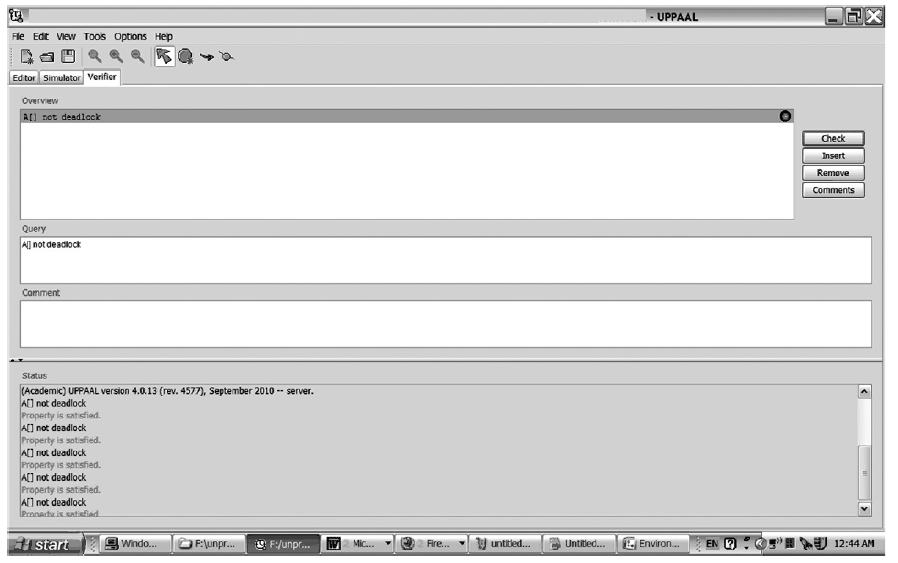 - UPPAAL
File Edit View Tools Options Help
Editor Simulator Verifier
Overview
A[] not deadlock
Check
Insert
Remove
Comments
Query
A[] not deadlock
Comment
Status
(Academic) UPPAAL version 4.0.13 (rev. 4577), September 2010 -- server.
A[] not deadlock
Property is satisfied.
A[] not deadlock
Property is satisfied.
A[] not deadlock
Property is satisfied.
A[] not deadlock
Property is satisfied.
A[] not deadlock
Property is satisfied.
start Windo... F:\unpr... F:/unpr... 2 Mic... 2 Fire... untitled... Untitled... Environ... EN 12:44 AM